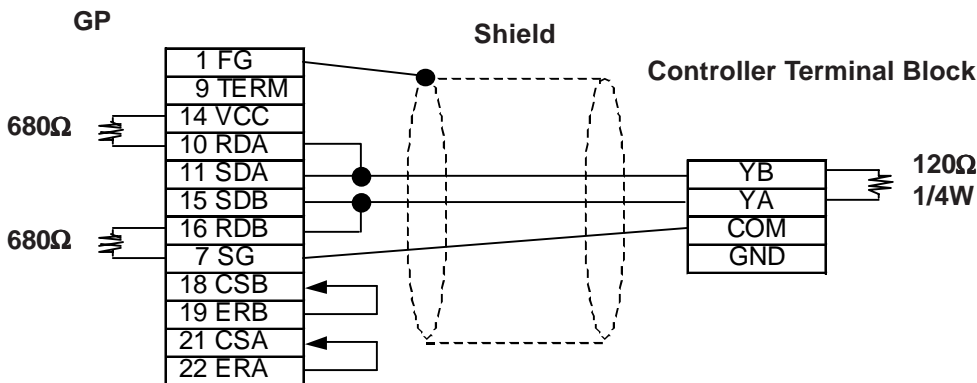 GP
Shield
Controller Terminal Block
1 FG
9 TERM
14 VCC
10 RDA
11 SDA
15 SDB
16 RDB
7 SG
18 CSB
19 ERB
21 CSA
22 ERA
680Ω
680Ω
YB
YA
COM
GND
120Ω
1/4W